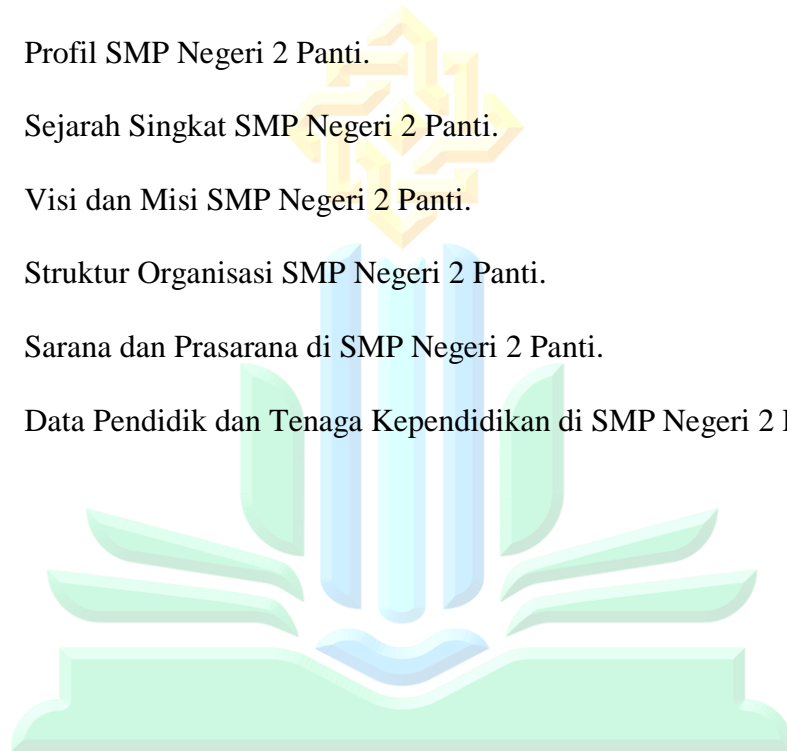 Profil SMP Negeri 2 Panti.
Sejarah Singkat SMP Negeri 2 Panti.
Visi dan Misi SMP Negeri 2 Panti.
Struktur Organisasi SMP Negeri 2 Panti.
Sarana dan Prasarana di SMP Negeri 2 Panti.
Data Pendidik dan Tenaga Kependidikan di SMP Negeri 2